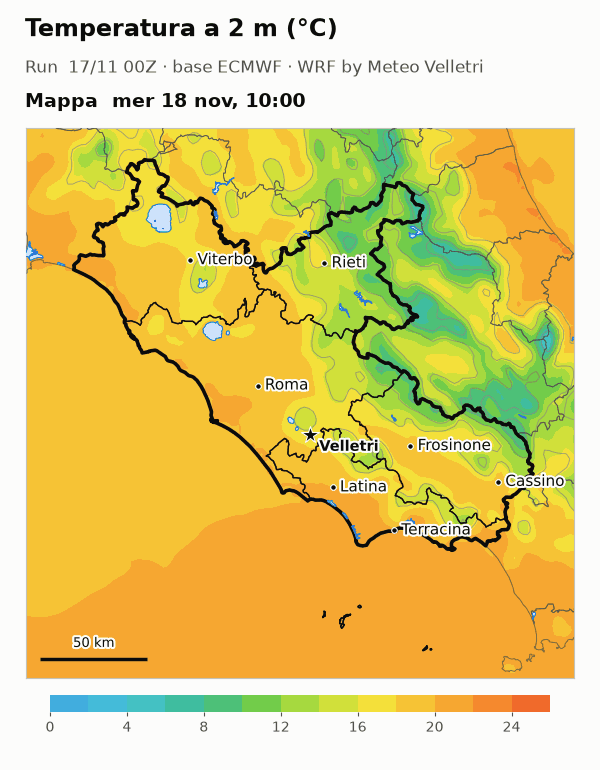 Temperatura a 2 m (°C)
Run  17/11 00Z · base ECMWF · WRF by Meteo Velletri
Mappa  mer 18 nov, 10:00
Viterbo
Rieti
Roma
Velletri
Frosinone
Cassino
Latina
Terracina
50 km
0 4 8 12 16 20 24